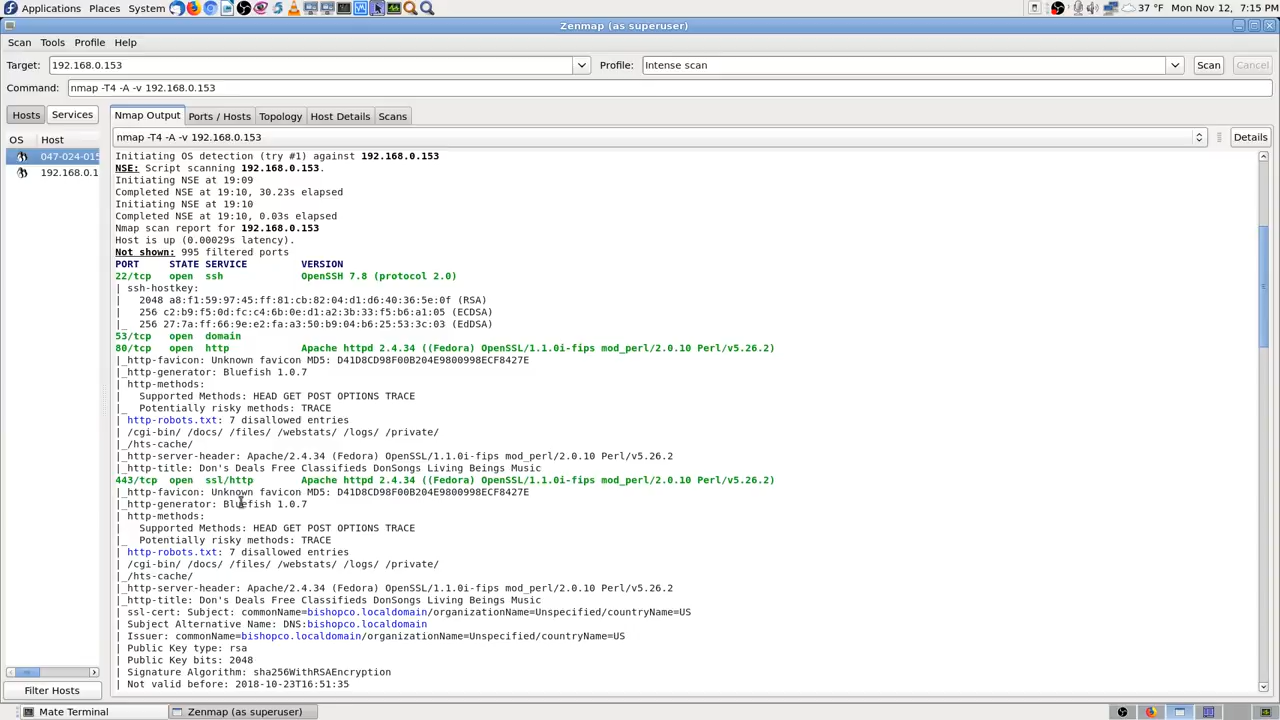 Applications Places System 37 °F Mon Nov 12, 7:15 PM
Zenmap (as superuser)
Scan Tools Profile Help
Target: 192.168.0.153 Profile: Intense scan Scan Cancel
Command: nmap -T4 -A -v 192.168.0.153
Hosts Services Nmap Output Ports / Hosts Topology Host Details Scans
OS Host nmap -T4 -A -v 192.168.0.153 Details
047-024-015
192.168.0.1
Initiating OS detection (try #1) against 192.168.0.153
NSE: Script scanning 192.168.0.153.
Initiating NSE at 19:09
Completed NSE at 19:10, 30.23s elapsed
Initiating NSE at 19:10
Completed NSE at 19:10, 0.03s elapsed
Nmap scan report for 192.168.0.153
Host is up (0.00029s latency).
Not shown: 995 filtered ports
PORT STATE SERVICE VERSION
22/tcp open ssh OpenSSH 7.8 (protocol 2.0)
| ssh-hostkey:
| 2048 a8:f1:59:97:45:ff:81:cb:82:04:d1:d6:40:36:5e:0f (RSA)
| 256 c2:b9:f5:0d:fc:c4:6b:0e:d1:a2:3b:33:f5:b6:a1:05 (ECDSA)
|_ 256 27:7a:ff:66:9e:e2:fa:a3:50:b9:04:b6:25:53:3c:03 (EdDSA)
53/tcp open domain
80/tcp open http Apache httpd 2.4.34 ((Fedora) OpenSSL/1.1.0i-fips mod_perl/2.0.10 Perl/v5.26.2)
|_http-favicon: Unknown favicon MD5: D41D8CD98F00B204E9800998ECF8427E
|_http-generator: Bluefish 1.0.7
| http-methods:
| Supported Methods: HEAD GET POST OPTIONS TRACE
|_ Potentially risky methods: TRACE
| http-robots.txt: 7 disallowed entries
| /cgi-bin/ /docs/ /files/ /webstats/ /logs/ /private/
|_/hts-cache/
|_http-server-header: Apache/2.4.34 (Fedora) OpenSSL/1.1.0i-fips mod_perl/2.0.10 Perl/v5.26.2
|_http-title: Don's Deals Free Classifieds DonSongs Living Beings Music
443/tcp open ssl/http Apache httpd 2.4.34 ((Fedora) OpenSSL/1.1.0i-fips mod_perl/2.0.10 Perl/v5.26.2)
|_http-favicon: Unknown favicon MD5: D41D8CD98F00B204E9800998ECF8427E
|_http-generator: Bluefish 1.0.7
| http-methods:
| Supported Methods: HEAD GET POST OPTIONS TRACE
|_ Potentially risky methods: TRACE
| http-robots.txt: 7 disallowed entries
| /cgi-bin/ /docs/ /files/ /webstats/ /logs/ /private/
|_/hts-cache/
|_http-server-header: Apache/2.4.34 (Fedora) OpenSSL/1.1.0i-fips mod_perl/2.0.10 Perl/v5.26.2
|_http-title: Don's Deals Free Classifieds DonSongs Living Beings Music
| ssl-cert: Subject: commonName=bishopco.localdomain/organizationName=Unspecified/countryName=US
| Subject Alternative Name: DNS:bishopco.localdomain
| Issuer: commonName=bishopco.localdomain/organizationName=Unspecified/countryName=US
| Public Key type: rsa
| Public Key bits: 2048
| Signature Algorithm: sha256WithRSAEncryption
| Not valid before: 2018-10-23T16:51:35
Filter Hosts
Mate Terminal Zenmap (as superuser)